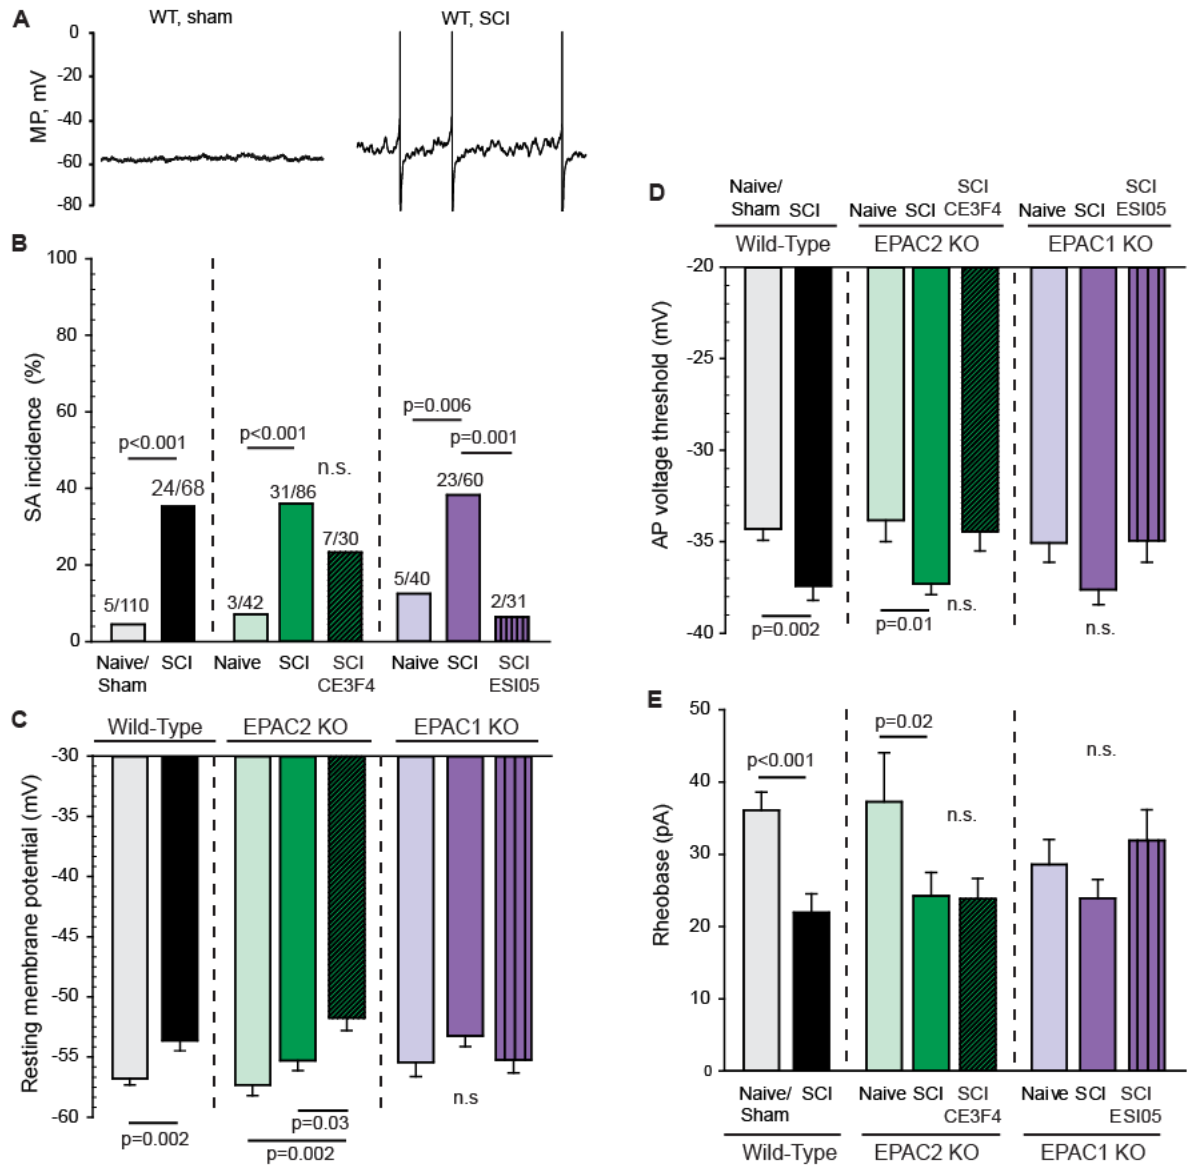 A
WT, sham
WT, SCI
0
-20
-40
-60
-80
MP, mV
B
100
80
60
40
20
0
SA incidence (%)
p<0.001
24/68
5/110
p<0.001
n.s.
31/86
7/30
3/42
p=0.006
p=0.001
23/60
5/40
2/31
Naive/
Sham
SCI
Naive
SCI
SCI
CE3F4
Naive
SCI
SCI
ESI05
C
Wild-Type
EPAC2 KO
EPAC1 KO
-30
-35
-40
-45
-50
-55
-60
Resting membrane potential (mV)
p=0.002
p=0.03
p=0.002
n.s
D
Naive/
Sham
SCI
Naive
SCI
SCI
CE3F4
Naive
SCI
SCI
ESI05
Wild-Type
EPAC2 KO
EPAC1 KO
-20
-25
-30
-35
-40
AP voltage threshold (mV)
p=0.002
p=0.01
n.s.
n.s.
E
50
40
30
20
10
0
Rheobase (pA)
p<0.001
p=0.02
n.s.
n.s.
Naive/
Sham
SCI
Naive
SCI
SCI
CE3F4
Naive
SCI
SCI
ESI05
Wild-Type
EPAC2 KO
EPAC1 KO